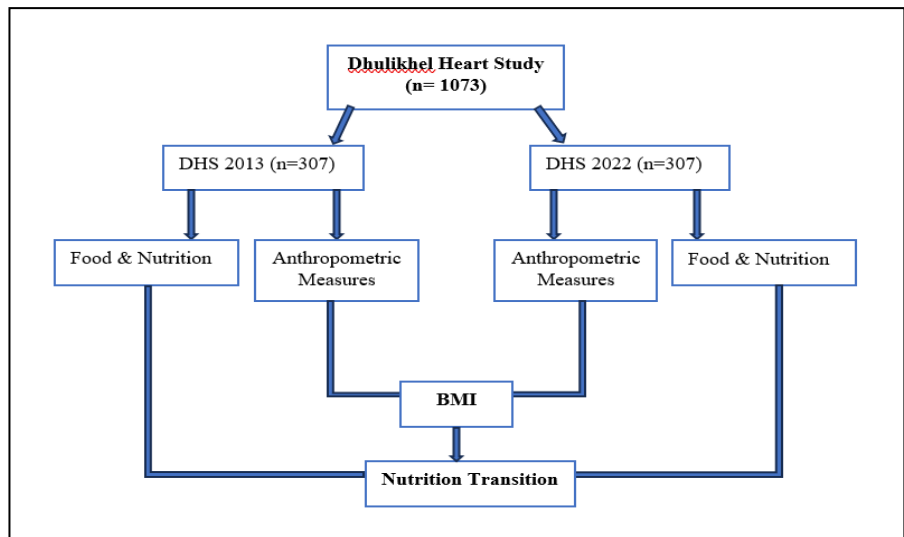 Dhulikhel Heart Study
(n= 1073)
DHS 2013 (n=307)
DHS 2022 (n=307)
Food & Nutrition
Anthropometric
Measures
Anthropometric
Measures
Food & Nutrition
BMI
Nutrition Transition